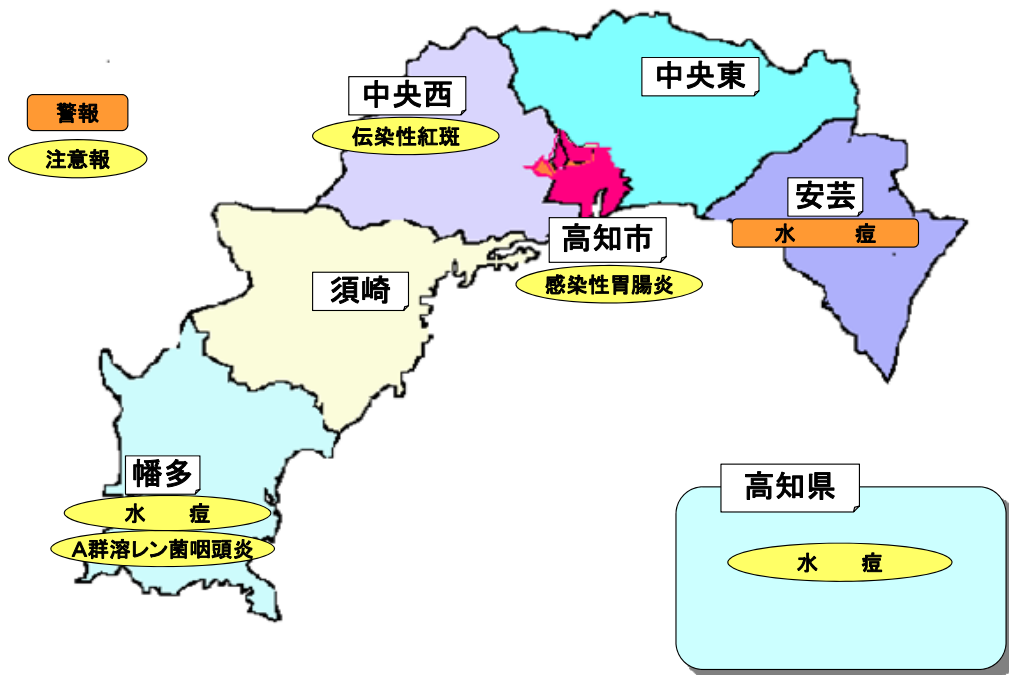 警報
注意報
中央西
伝染性紅斑
中央東
安芸
水 痘
高知市
感染性胃腸炎
須崎
幡多
水 痘
A群溶レン菌咽頭炎
高知県
水 痘